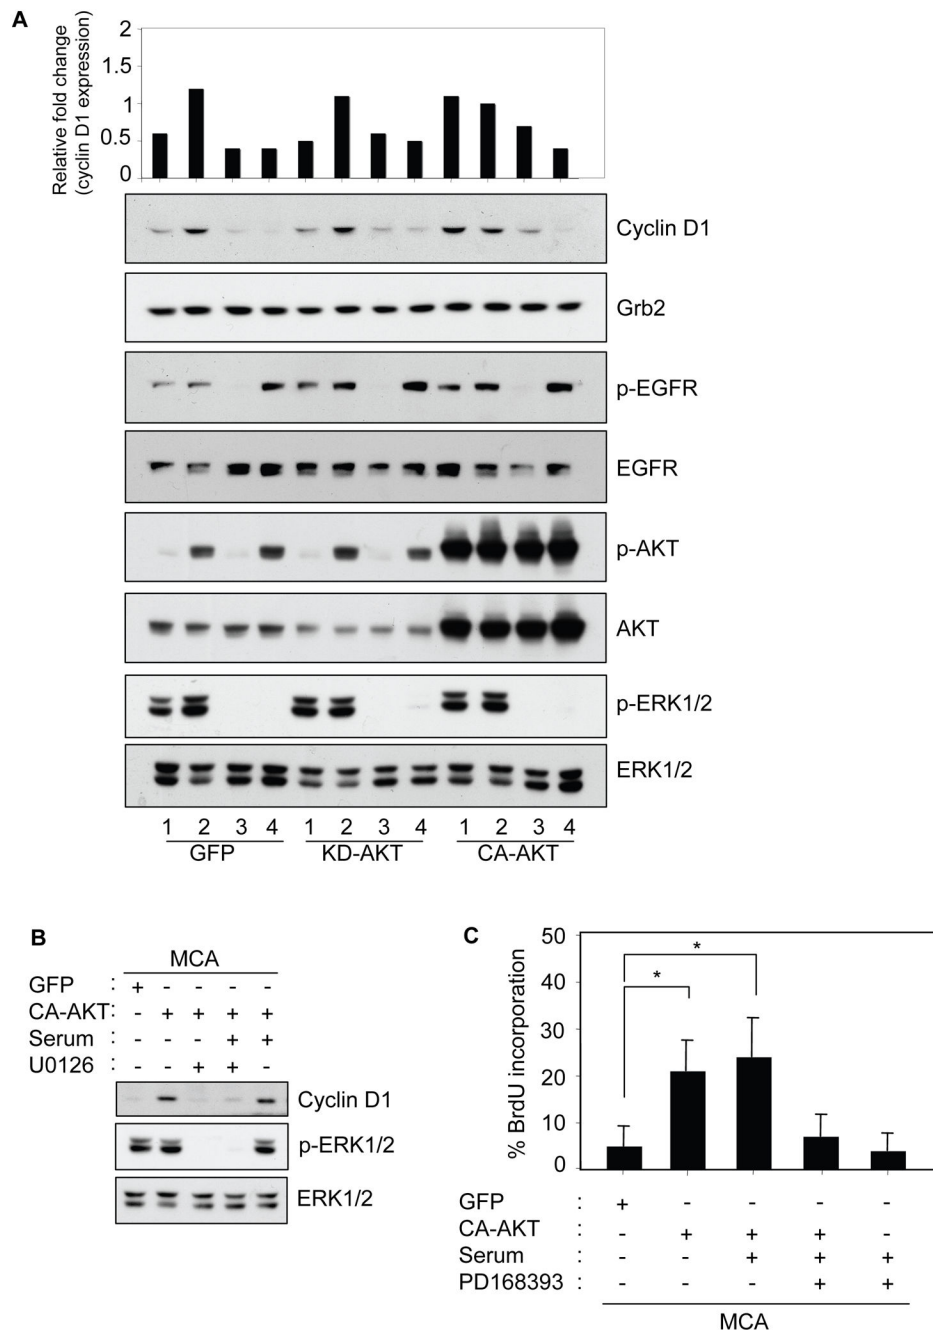 A
Relative fold change
(cyclin D1 expression)
2
1.5
1
0.5
0
Cyclin D1
Grb2
p-EGFR
EGFR
p-AKT
AKT
p-ERK1/2
ERK1/2
1 2 3 4 1 2 3 4 1 2 3 4
GFP KD-AKT CA-AKT
B
MCA
GFP : + - - - -
CA-AKT : - + + + +
Serum : - - - + +
U0126 : - - + + -
Cyclin D1
p-ERK1/2
ERK1/2
C
% BrdU incorporation
50
40
30
20
10
0
*
*
GFP : + - - - -
CA-AKT : - + + + -
Serum : - - + + +
PD168393 : - - - + +
MCA